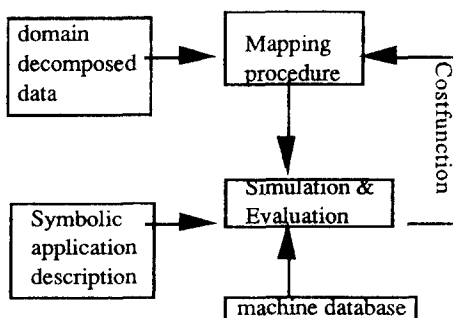 domain
decomposed
data
Mapping
procedure
Costfunction
Simulation &
Evaluation
Symbolic
application
description
machine database